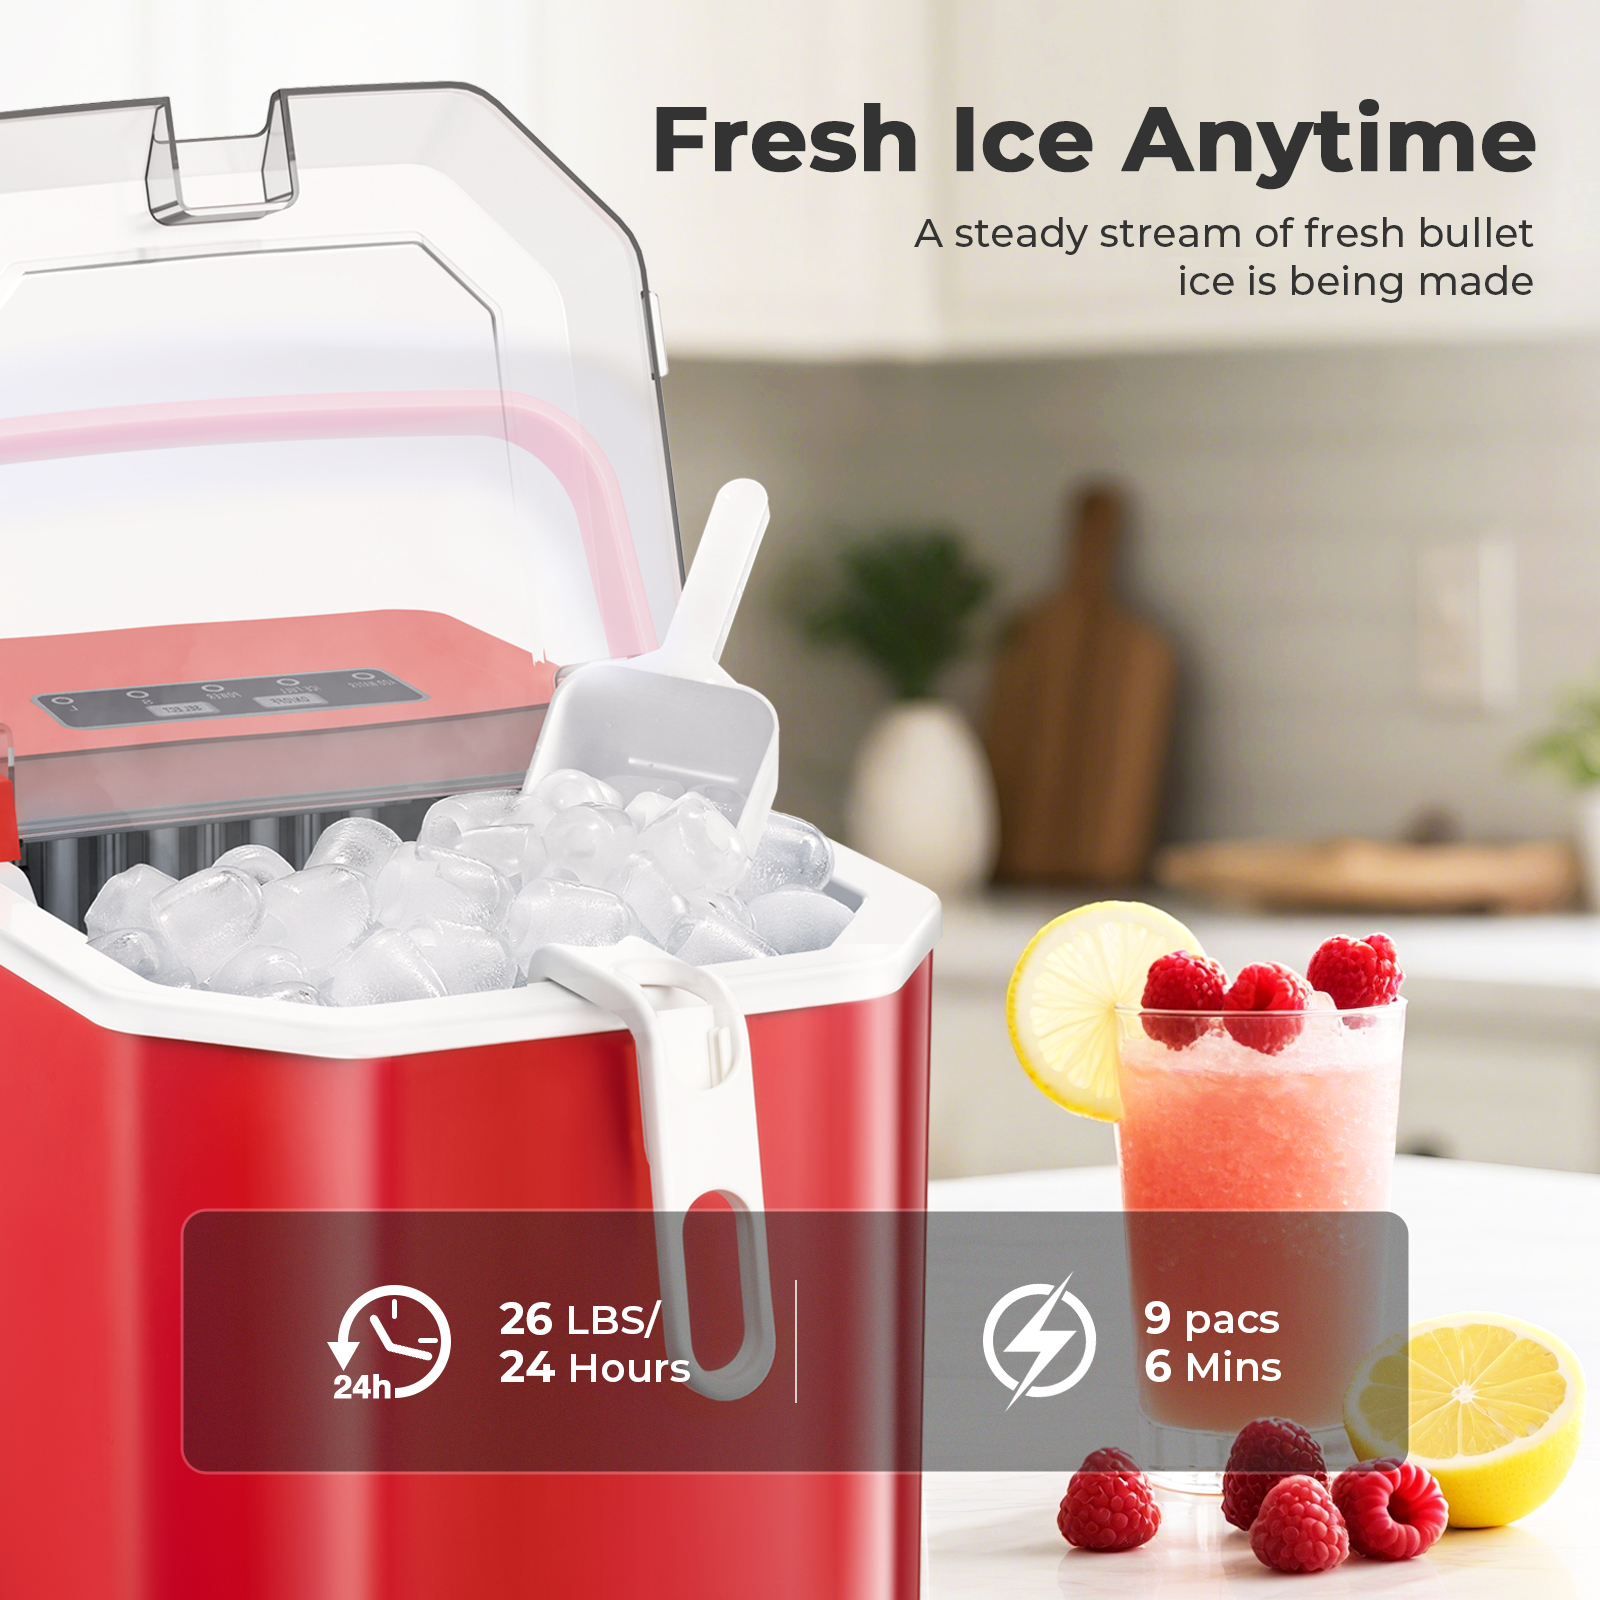 Fresh Ice Anytime
A steady stream of fresh bullet
ice is being made
26 LBS/
24 Hours
24h
9 pacs
6 Mins